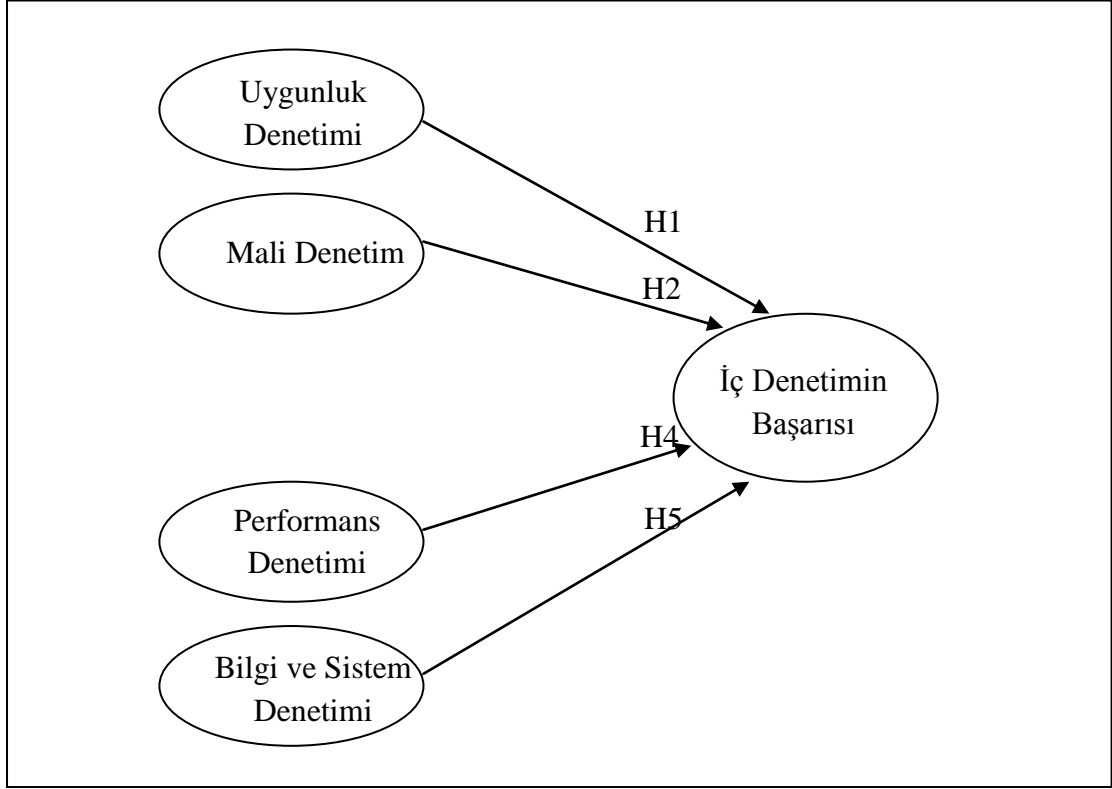 Uygunluk
Denetimi
H1
Mali Denetim
H2
İç Denetimin
Başarısı
H4
Performans
Denetimi
H5
Bilgi ve Sistem
Denetimi